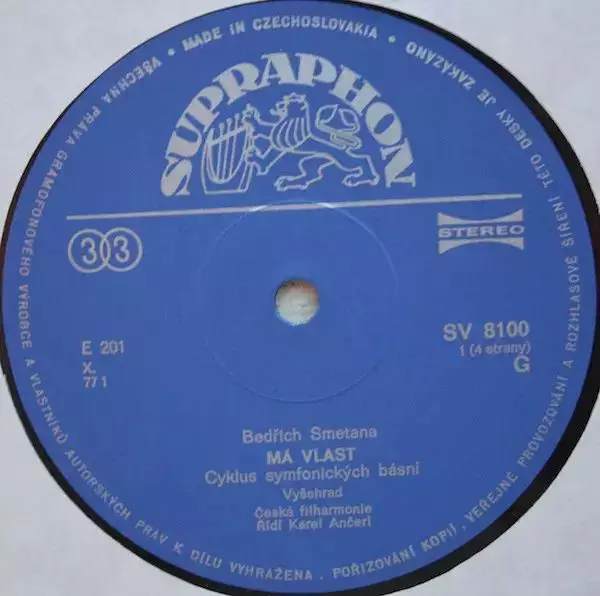 VŠECHNA PRÁVA GRAMOFONOVÉHO VÝROBCE A VLASTNÍKŮ AUTORSKÝCH PRÁV K DÍLU VYHRAŽENA . POŘIZOVÁNÍ KOPIÍ . VEREJNÉ PROVOZOVÁNÍ A ROZHLASOVÉ ŠÍŘENÍ TÉTO DESKY JE ZAKÁZÁNO • MADE IN CZECHOSLOVAKIA •
SUPRAPHON
33
STEREO
E 201
X.
77 1
SV 8100
1 (4 strany)
G
Bedřich Smetana
MÁ VLAST
Cyklus symfonických básní
Vyšehrad
Česká filharmonie
Řídí Karel Ančerl